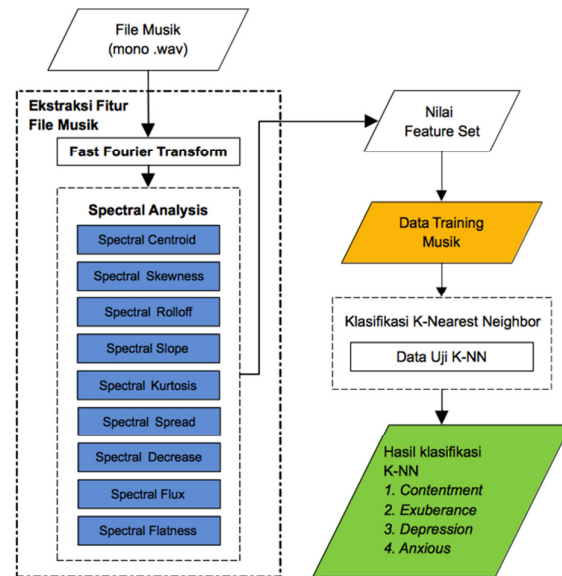 File Musik
(mono .wav)
Ekstraksi Fitur
File Musik
Fast Fourier Transform
Spectral Analysis
Spectral Centroid
Spectral Skewness
Spectral Rolloff
Spectral Slope
Spectral Kurtosis
Spectral Spread
Spectral Decrease
Spectral Flux
Spectral Flatness
Nilai
Feature Set
Data Training
Musik
Klasifikasi K-Nearest Neighbor
Data Uji K-NN
Hasil klasifikasi
K-NN
1. Contentment
2. Exuberance
3. Depression
4. Anxious